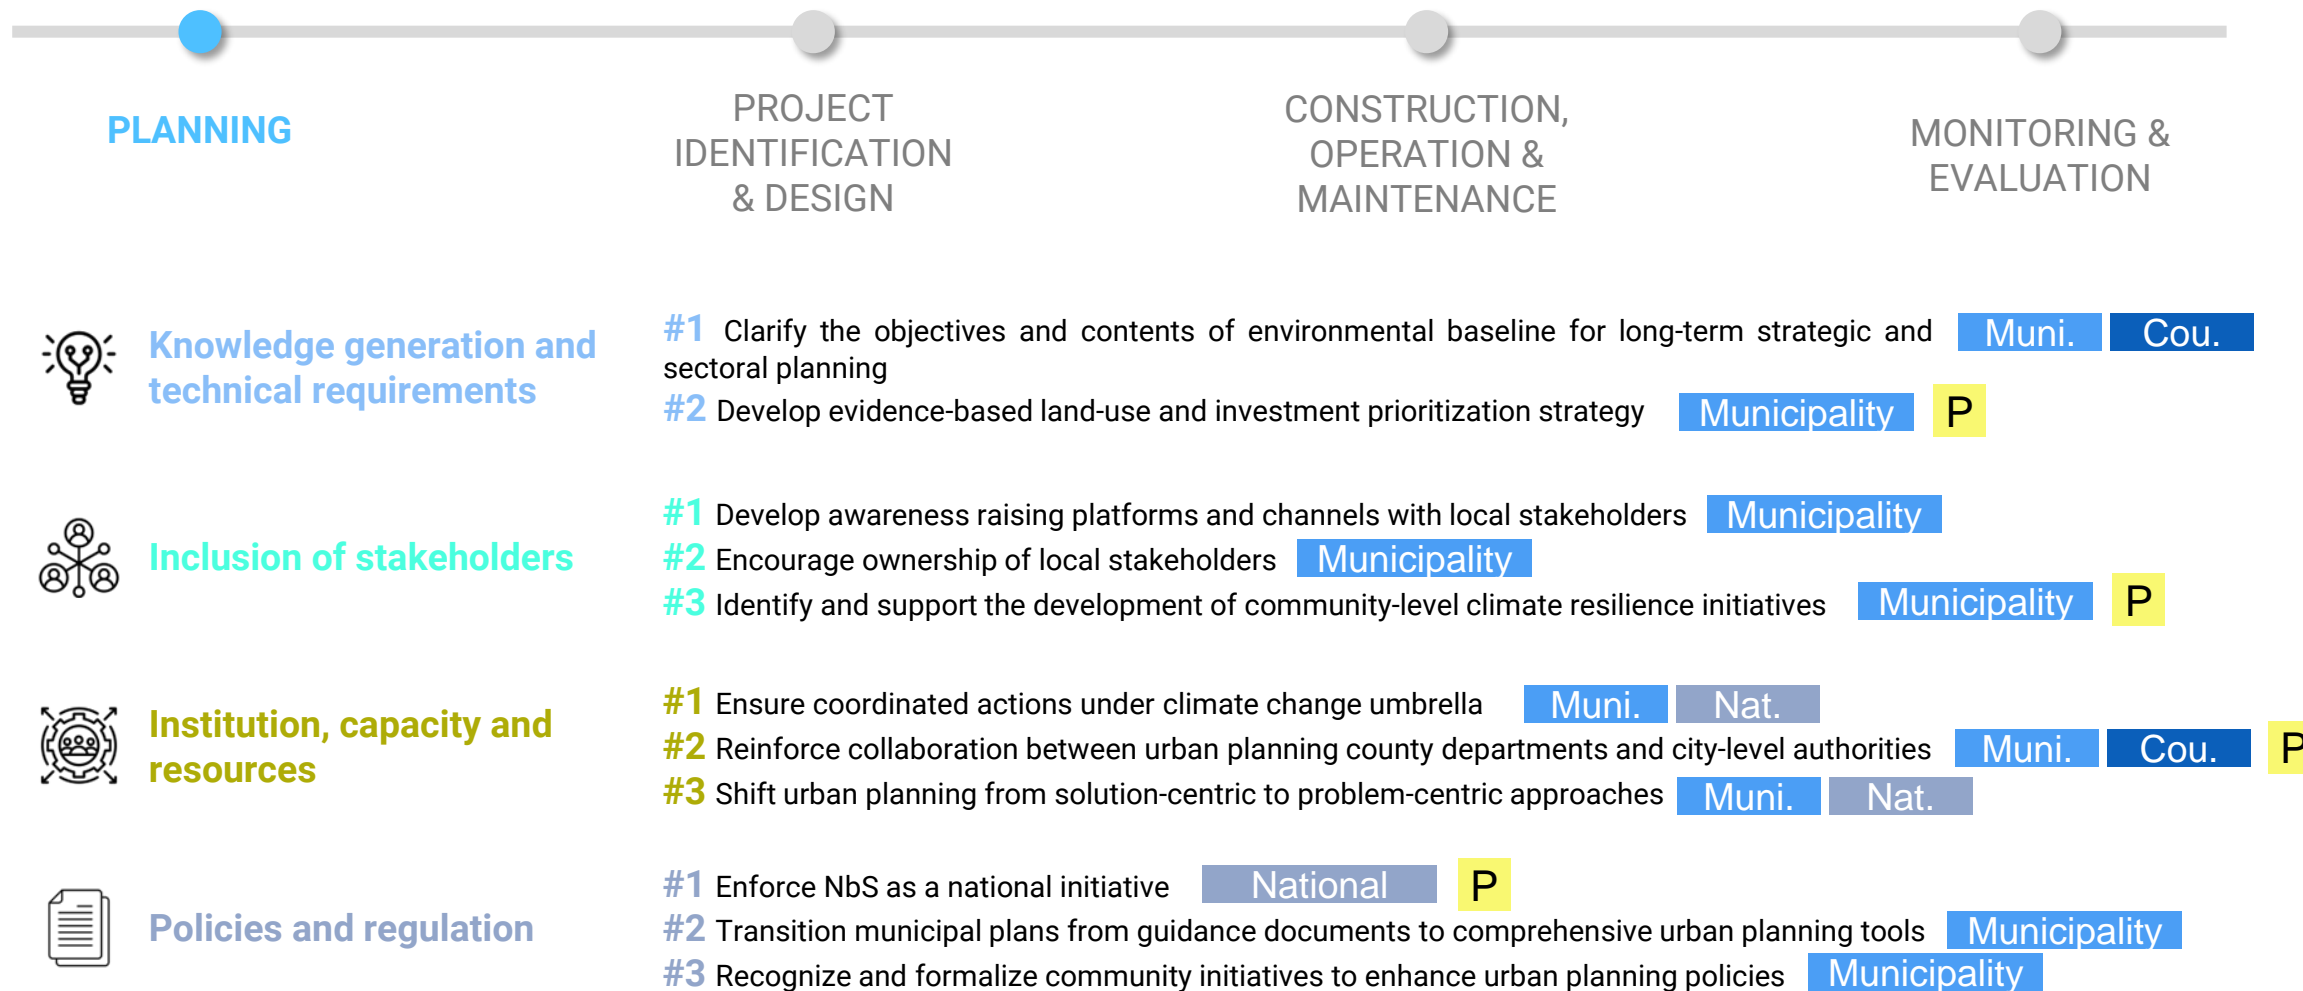 PLANNING
PROJECT
IDENTIFICATION
& DESIGN
CONSTRUCTION,
OPERATION &
MAINTENANCE
MONITORING &
EVALUATION
Knowledge generation and
technical requirements
#1 Clarify the objectives and contents of environmental baseline for long-term strategic and
sectoral planning
Muni. Cou.
#2 Develop evidence-based land-use and investment prioritization strategy Municipality P
Inclusion of stakeholders
#1 Develop awareness raising platforms and channels with local stakeholders Municipality
#2 Encourage ownership of local stakeholders Municipality
#3 Identify and support the development of community-level climate resilience initiatives Municipality P
Institution, capacity and
resources
#1 Ensure coordinated actions under climate change umbrella Muni. Nat.
#2 Reinforce collaboration between urban planning county departments and city-level authorities Muni. Cou. P
#3 Shift urban planning from solution-centric to problem-centric approaches Muni. Nat.
Policies and regulation
#1 Enforce NbS as a national initiative National P
#2 Transition municipal plans from guidance documents to comprehensive urban planning tools Municipality
#3 Recognize and formalize community initiatives to enhance urban planning policies Municipality